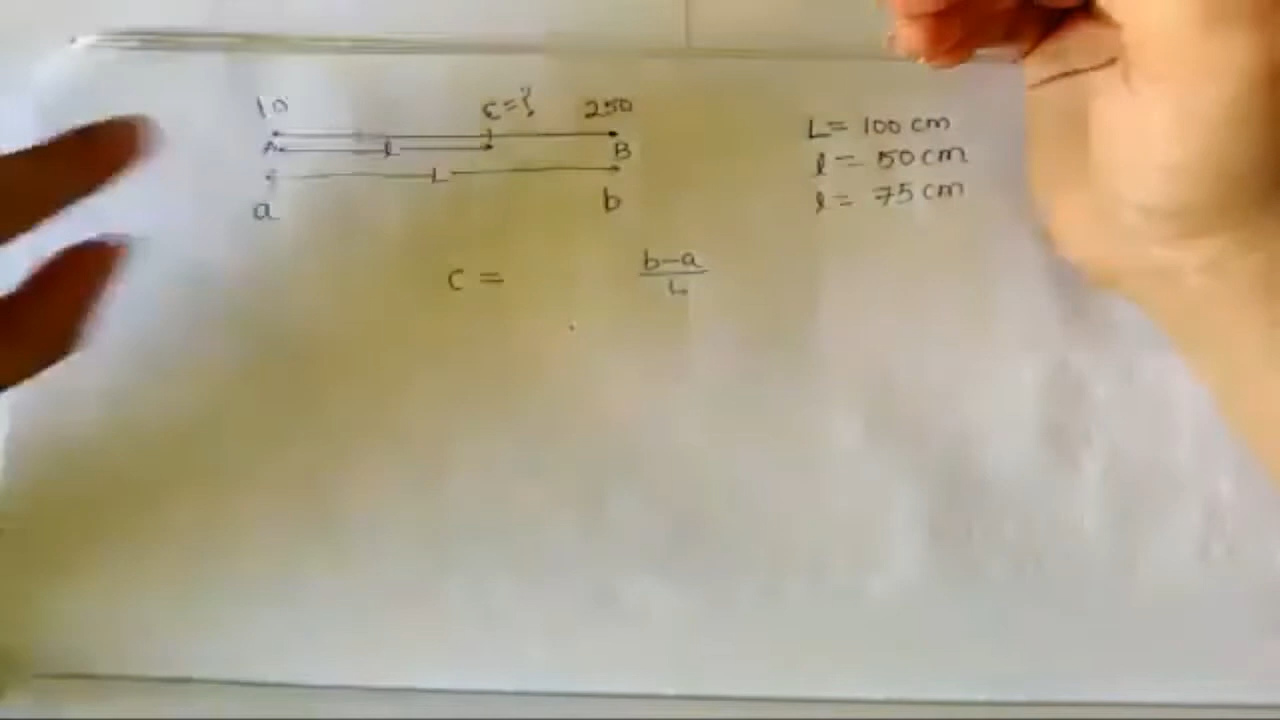 10 c=? 250
A l B
L
a b
L= 100 cm
l = 50 cm
l = 75 cm
c = b-a
L